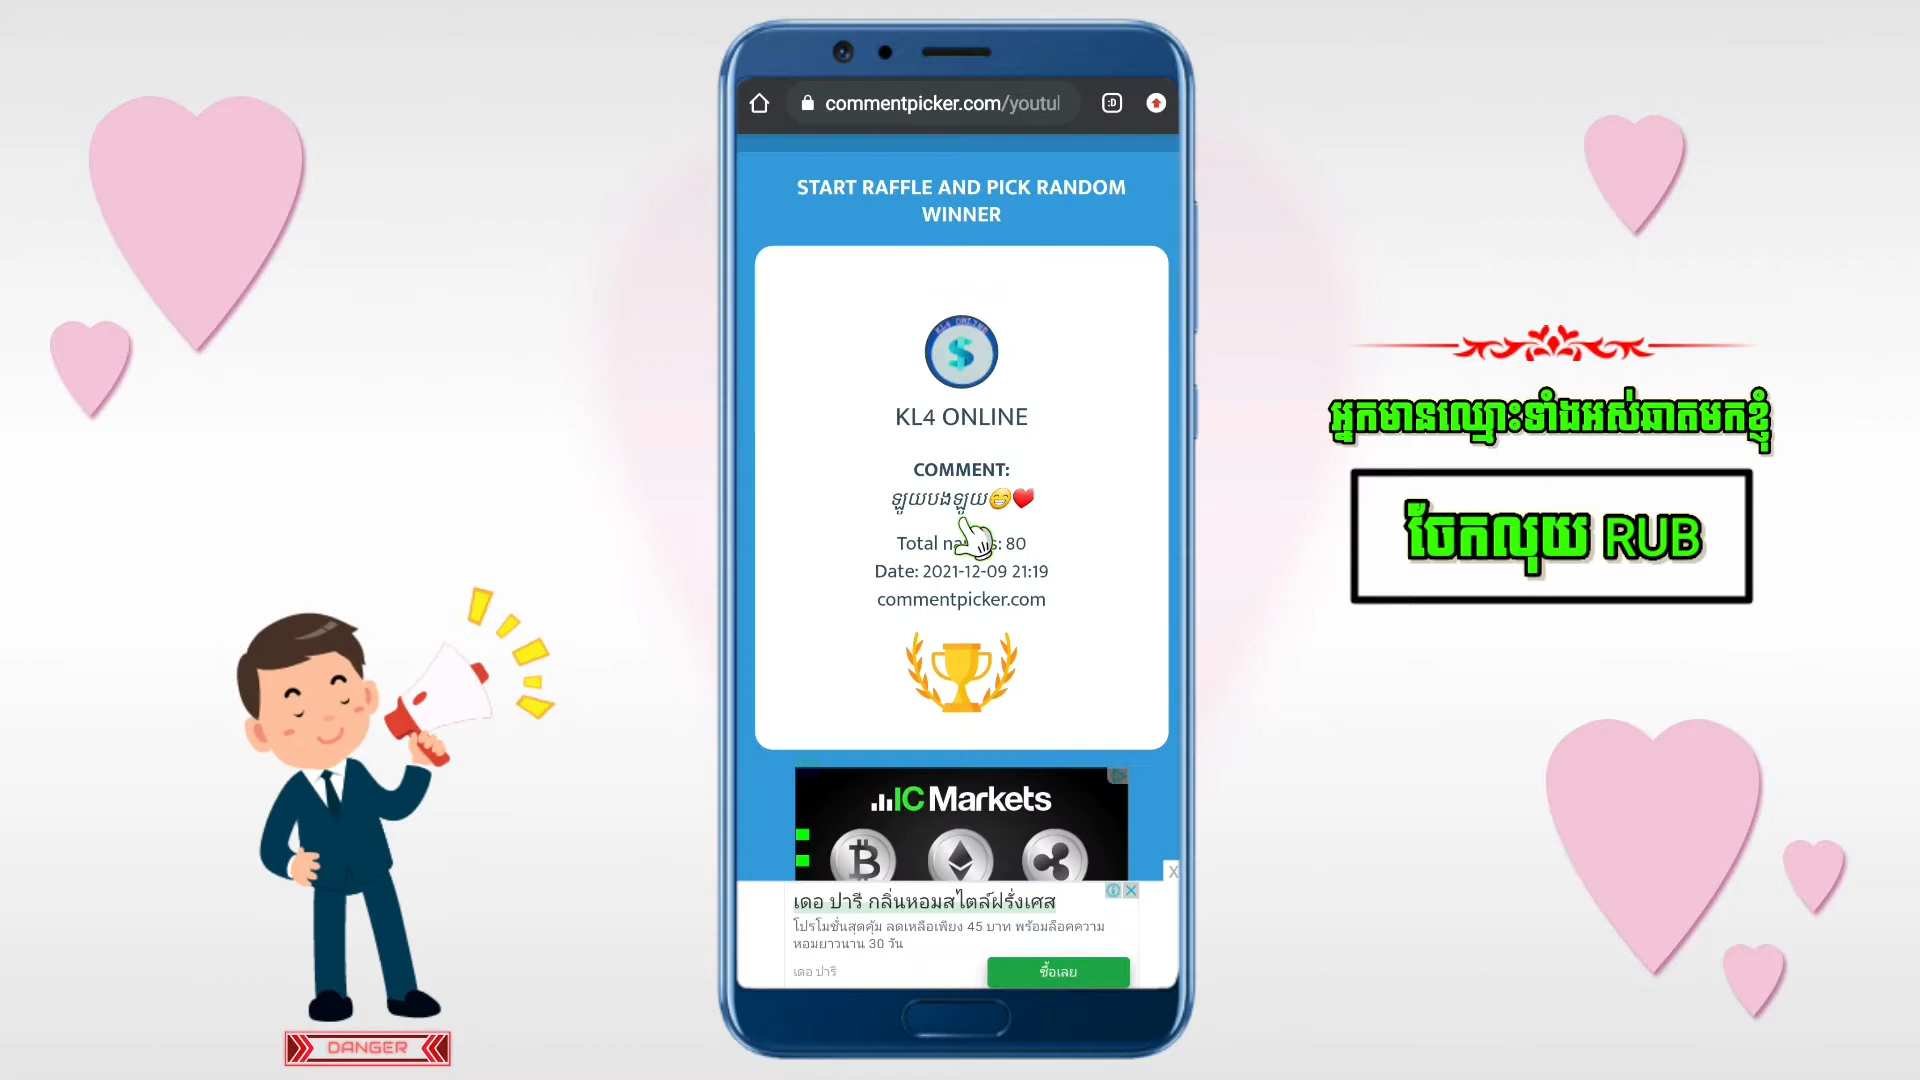 commentpicker.com/youtul
:D
START RAFFLE AND PICK RANDOM
WINNER
KL4 ONLINE
KL4 ONLINE
COMMENT:
ឡូយបងឡូយ😁❤️
Total : 80
Date: 2021-12-09 21:19
commentpicker.com
IC Markets
X
เดอ ปารี กลิ่นหอมสไตล์ฝรั่งเศส
โปรโมชั่นสุดคุ้ม ลดเหลือเพียง 45 บาท พร้อมล็อคความ
หอมยาวนาน 30 วัน
เดอ ปารี
ซื้อเลย
អ្នកមានឈ្មោះទាំងអស់ឆាតមកខ្ញុំ
ចែកលុយ RUB
DANGER